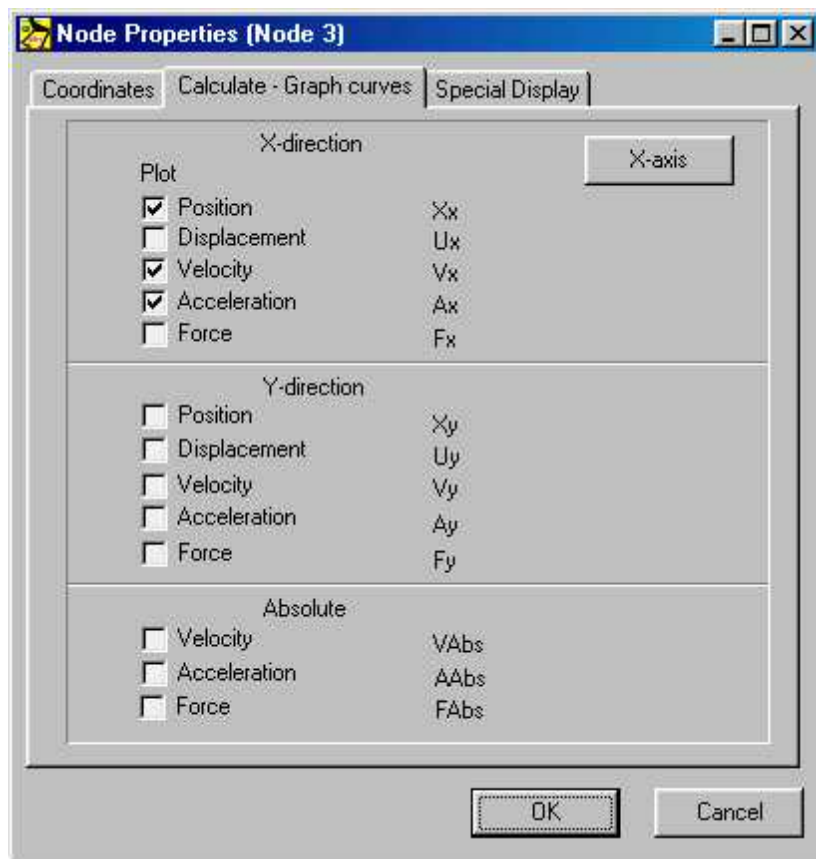 Node Properties (Node 3)
Coordinates Calculate - Graph curves Special Display
X-direction
X-axis
Plot
Position Xx
Displacement Ux
Velocity Vx
Acceleration Ax
Force Fx
Y-direction
Position Xy
Displacement Uy
Velocity Vy
Acceleration Ay
Force Fy
Absolute
Velocity VAbs
Acceleration AAbs
Force FAbs
OK Cancel